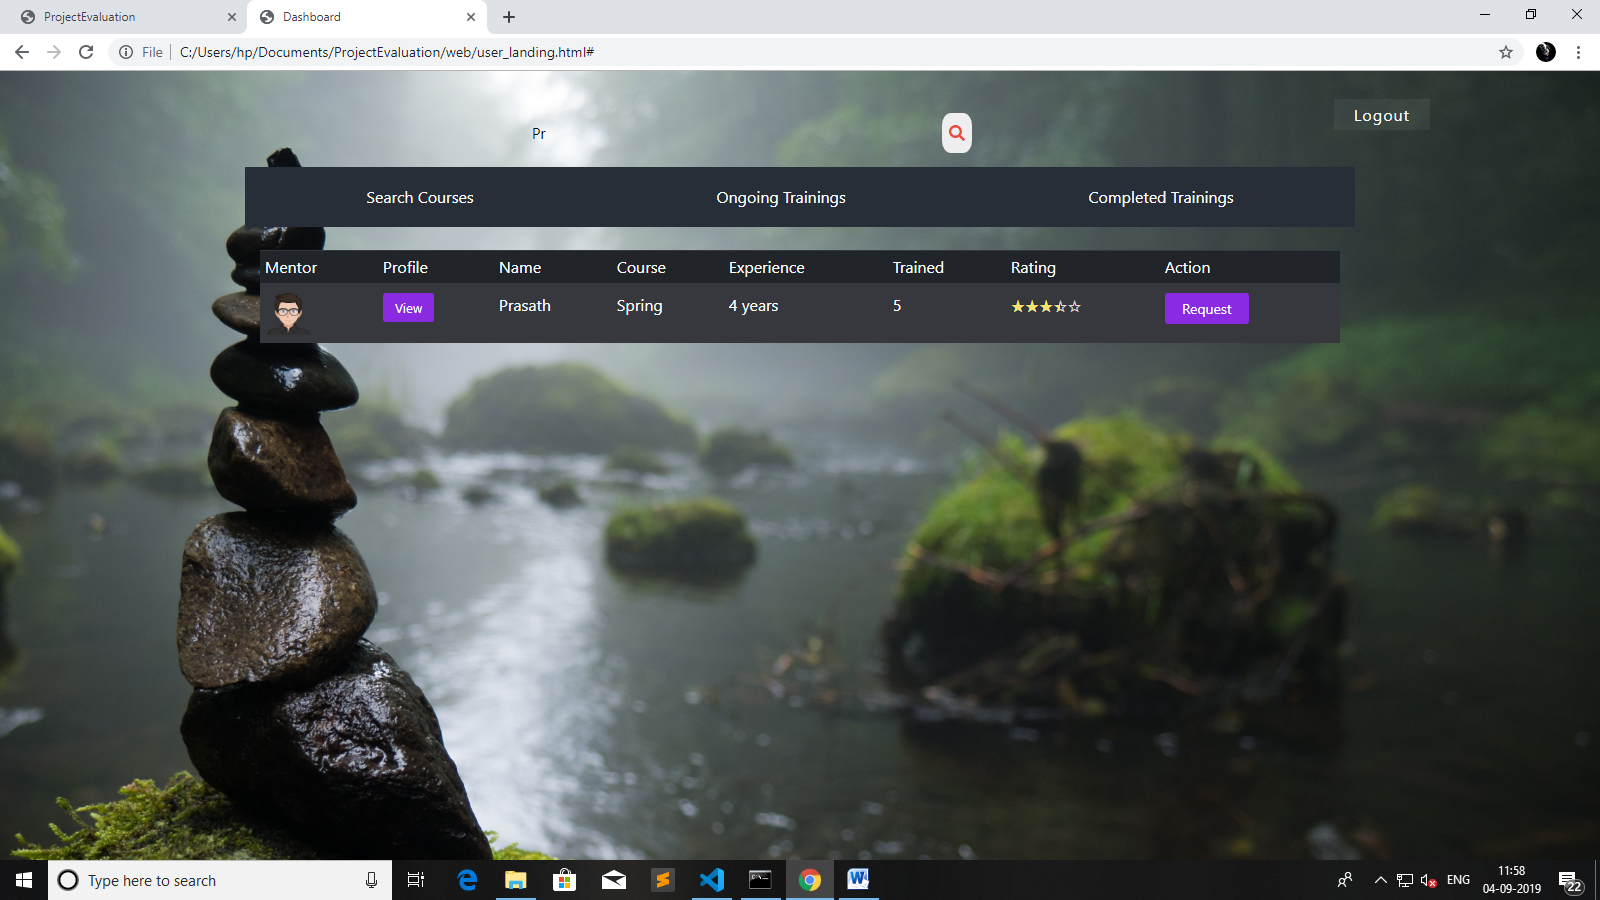 ProjectEvaluation
Dashboard
File
C:/Users/hp/Documents/ProjectEvaluation/web/user_landing.html#
Logout
Pr
Search Courses
Ongoing Trainings
Completed Trainings
Mentor Profile Name Course Experience Trained Rating Action
View Prasath Spring 4 years 5 ★★★⯪☆ Request
Type here to search
ENG
11:58
04-09-2019
22